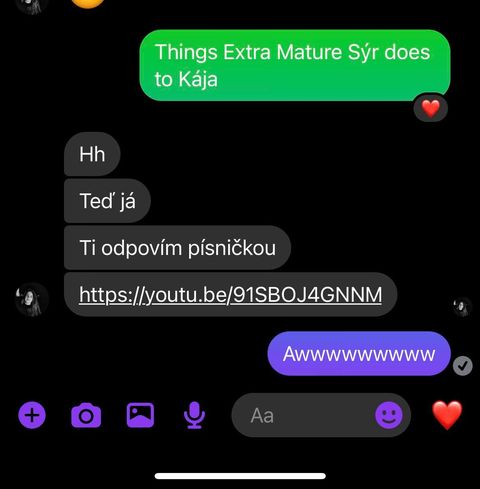 Things Extra Mature Sýr does
to Kája
Hh
Teď já
Ti odpovím písničkou
https://youtu.be/91SBOJ4GNNM
Awwwwwwwww
Aa